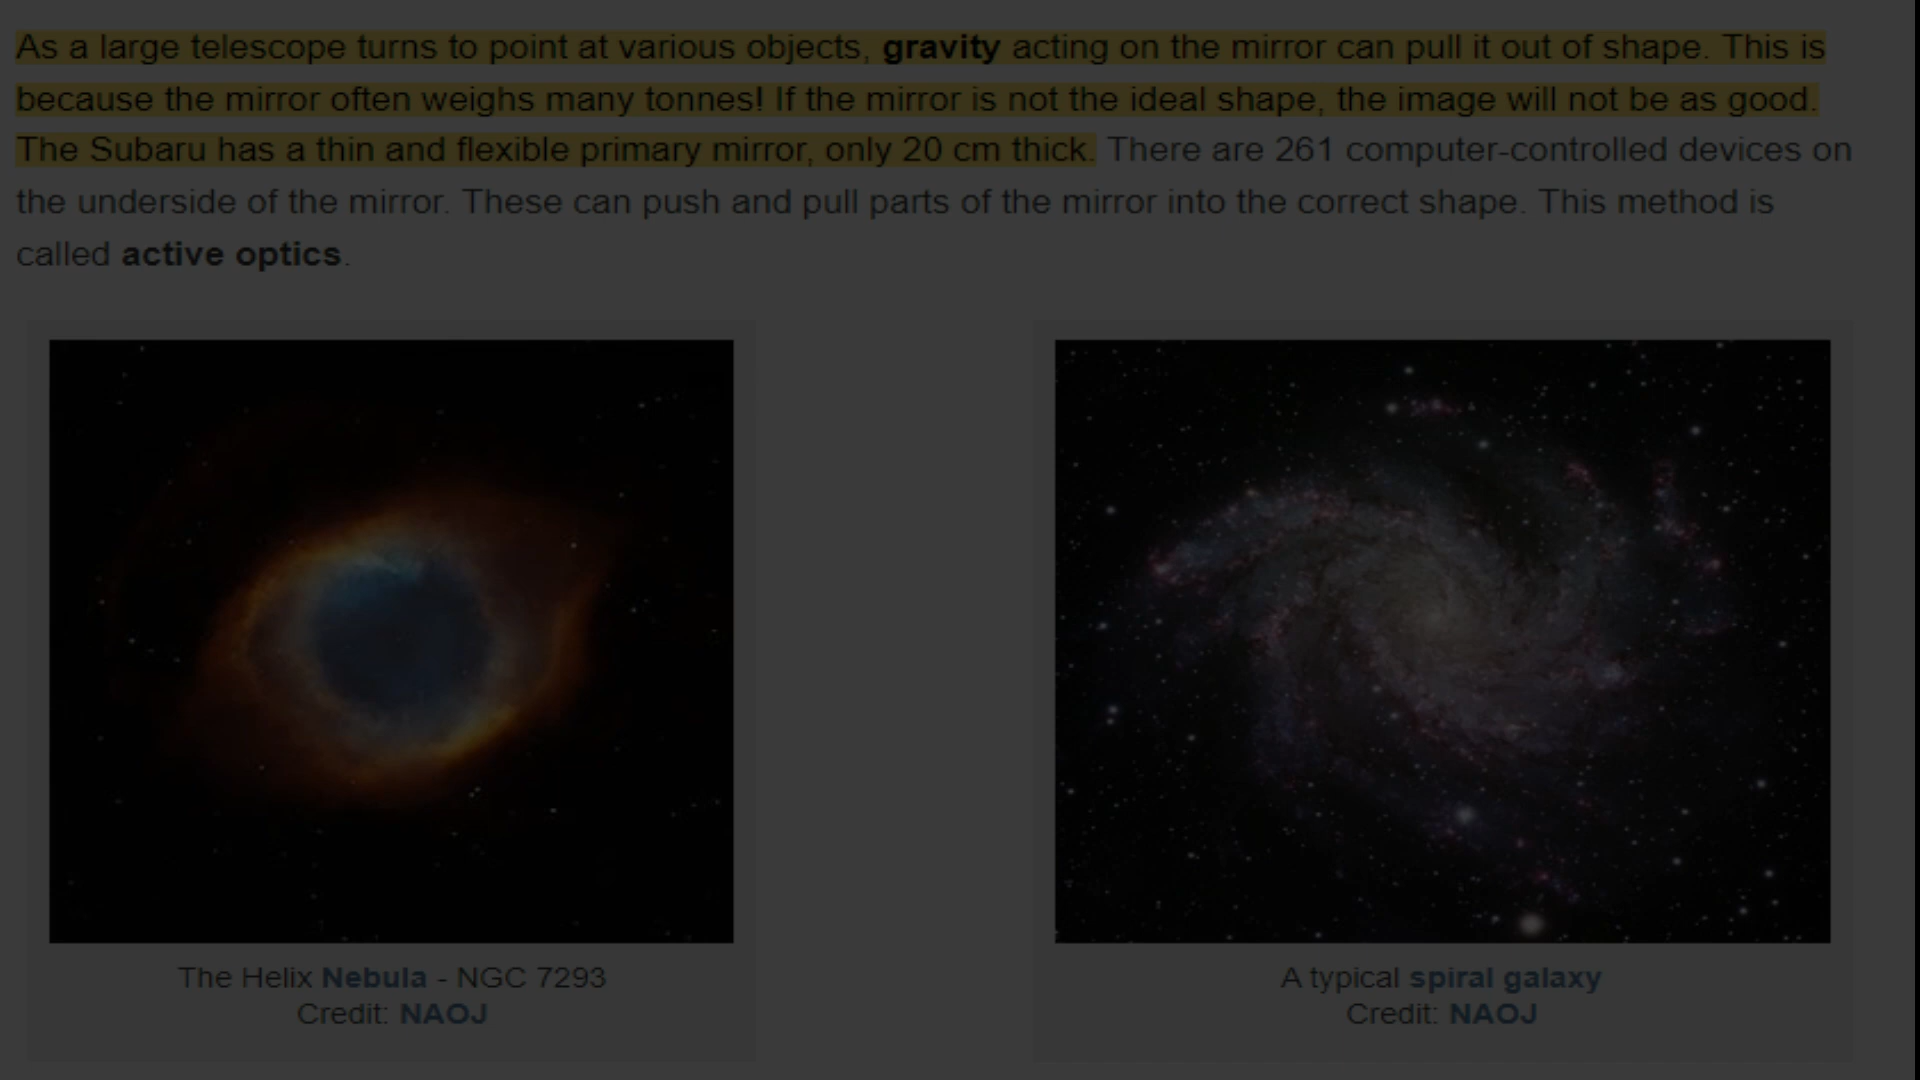 As a large telescope turns to point at various objects, gravity acting on the mirror can pull it out of shape. This is
because the mirror often weighs many tonnes! If the mirror is not the ideal shape, the image will not be as good.
The Subaru has a thin and flexible primary mirror, only 20 cm thick. There are 261 computer-controlled devices on
the underside of the mirror. These can push and pull parts of the mirror into the correct shape. This method is
called active optics.
The Helix Nebula - NGC 7293
Credit: NAOJ
A typical spiral galaxy
Credit: NAOJ